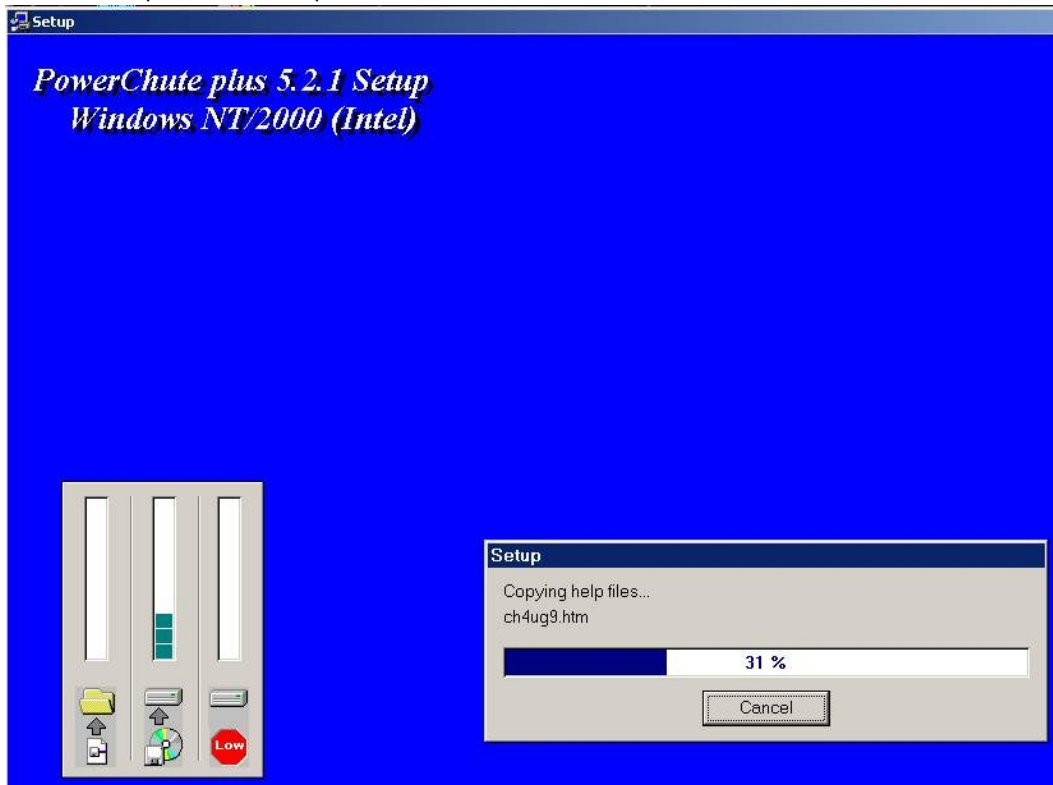 Setup
PowerChute plus 5.2.1 Setup
Windows NT/2000 (Intel)
Low
Setup
Copying help files...
ch4ug9.htm
31 %
Cancel